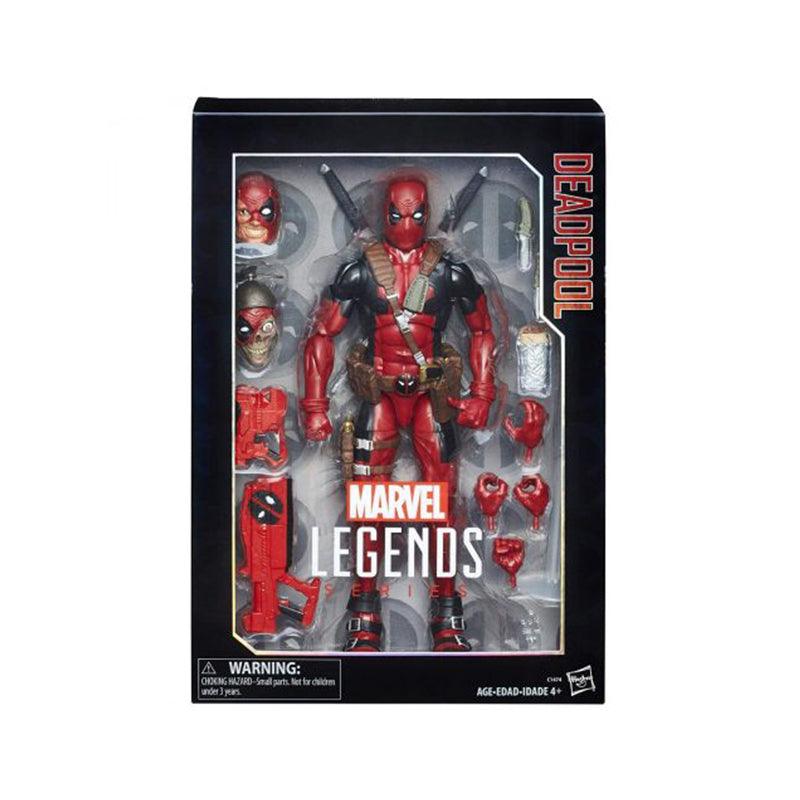 DEADPOOL
MARVEL
LEGENDS
SERIES
WARNING:
CHOKING HAZARD–Small parts. Not for children
under 3 years.
C1474
AGE•EDAD•IDADE 4+
Hasbro